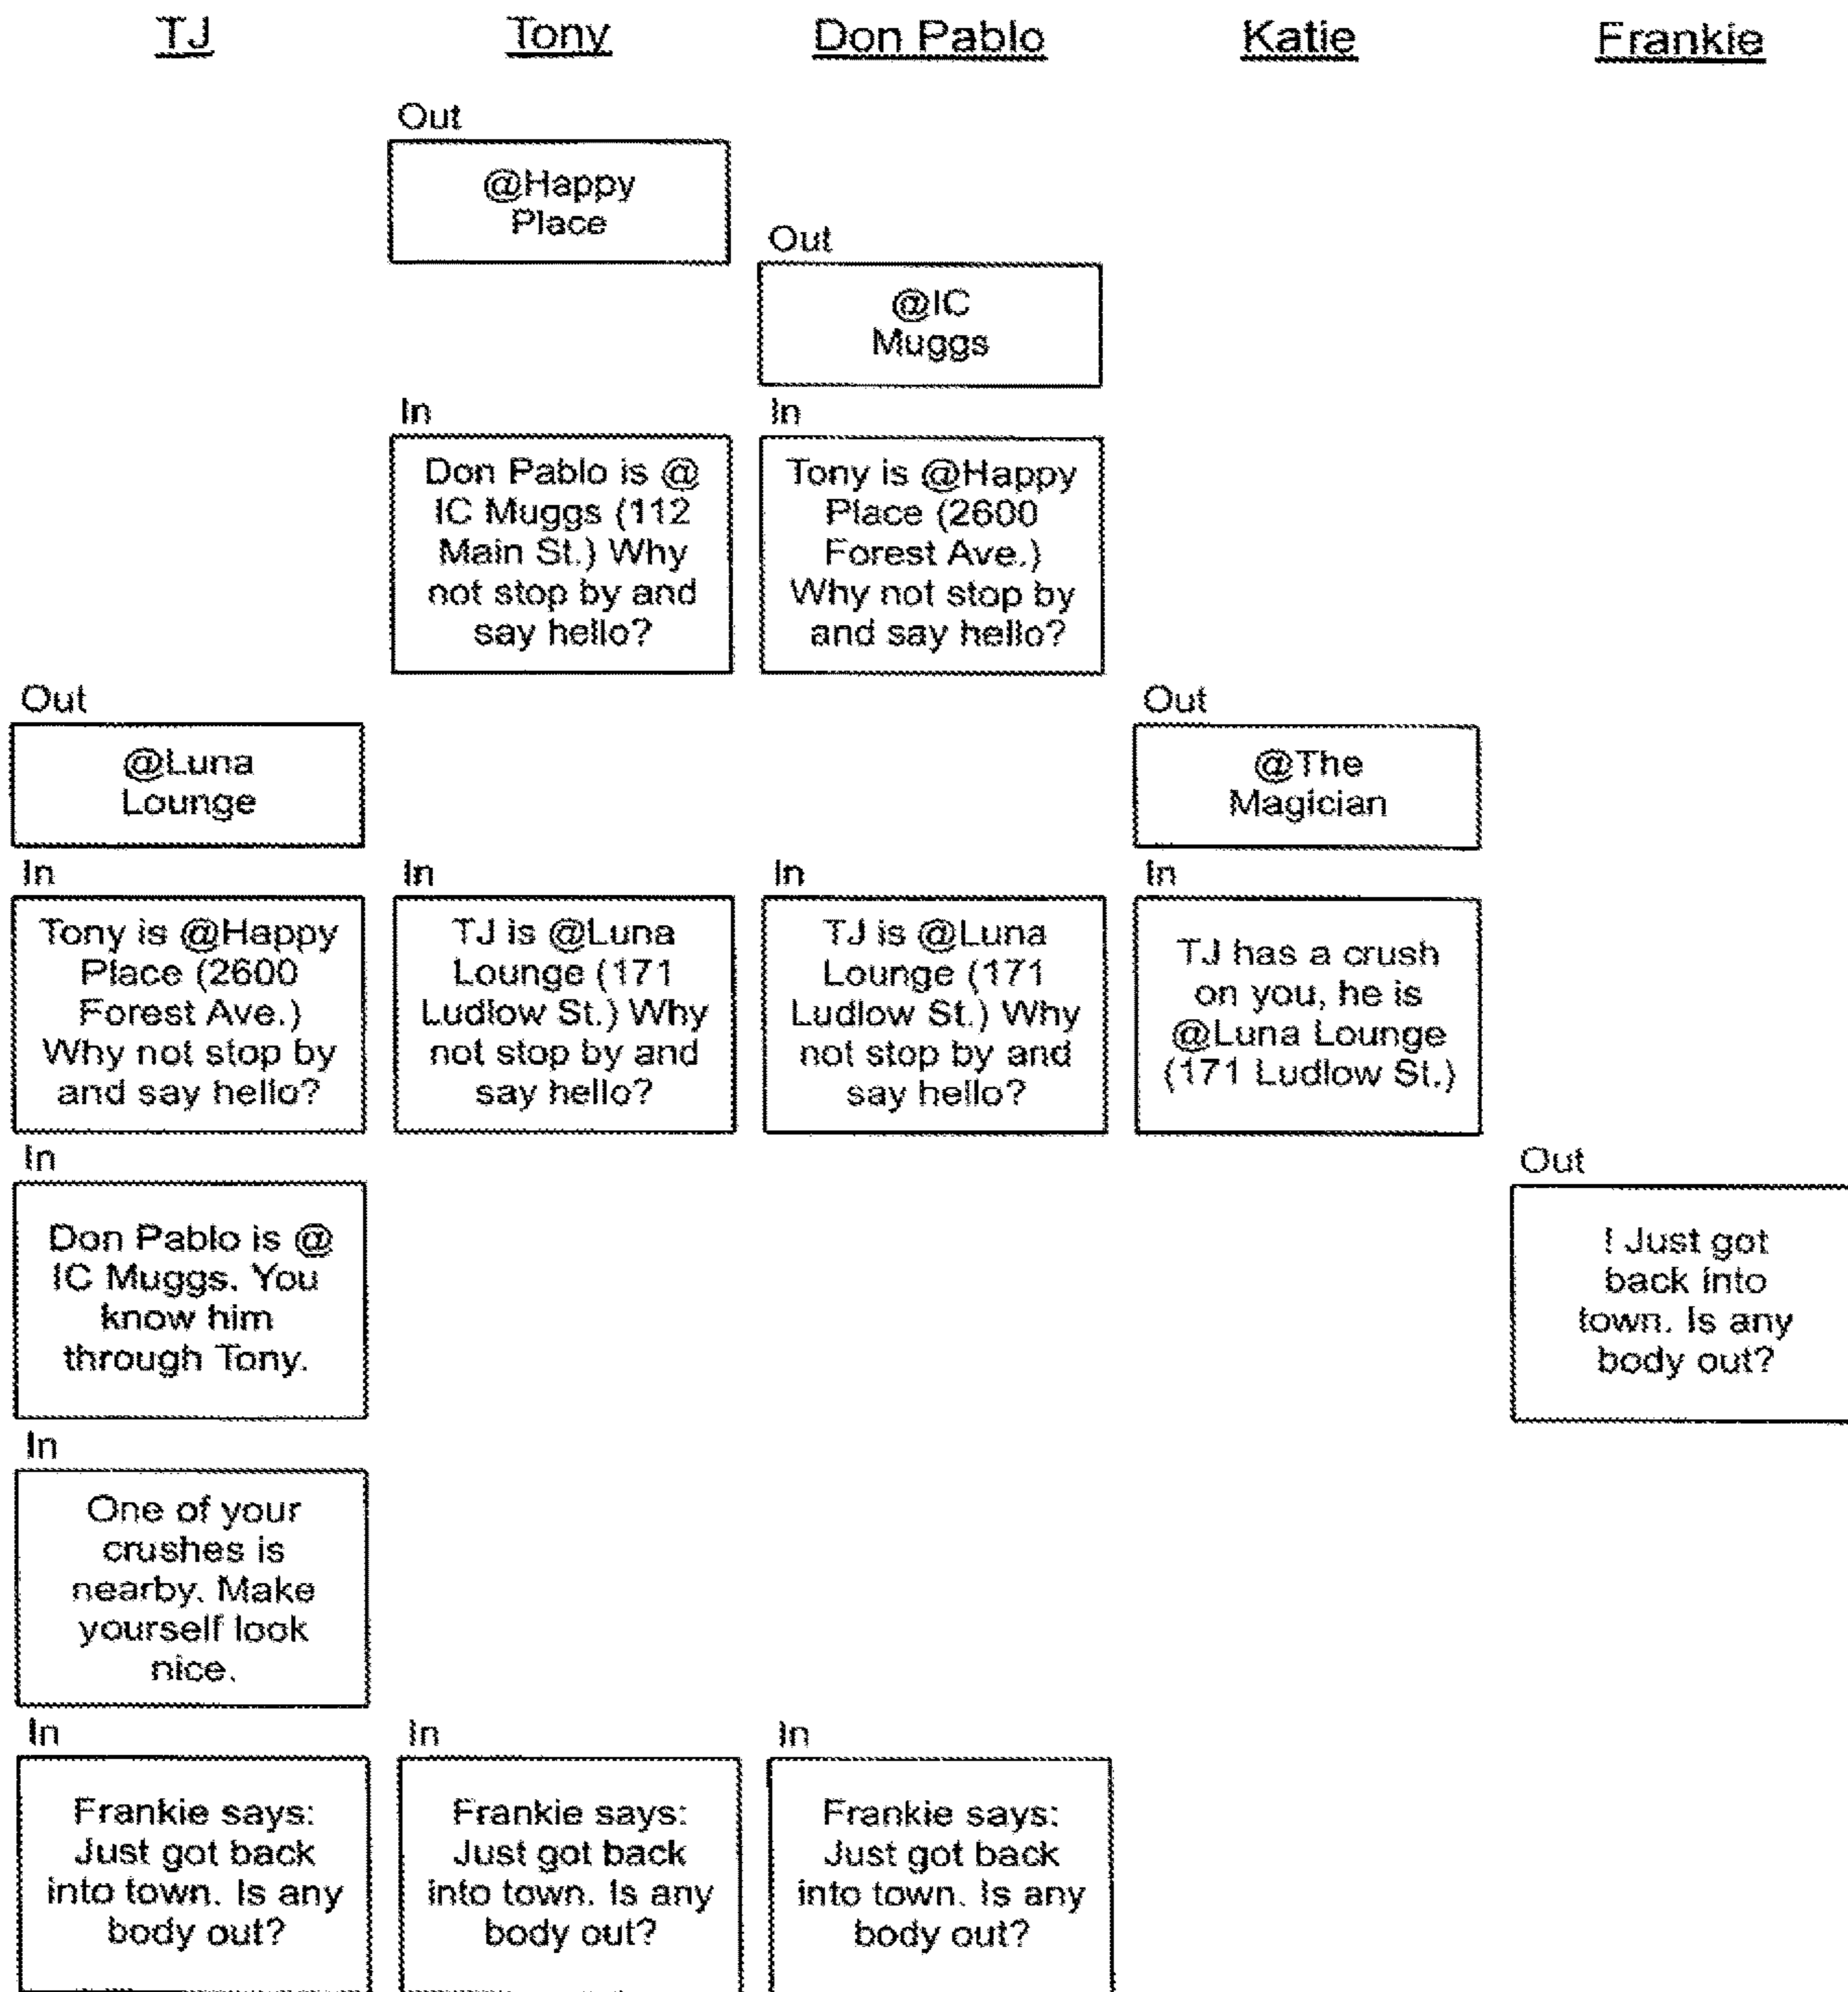 TJ
Tony
Don Pablo
Katie
Frankie
Out
@Happy
Place
Out
@IC
Muggs
In
Don Pablo is @
IC Muggs (112
Main St.) Why
not stop by and
say hello?
In
Tony is @Happy
Place (2600
Forest Ave.)
Why not stop by
and say hello?
Out
@Luna
Lounge
Out
@The
Magician
In
Tony is @Happy
Place (2600
Forest Ave.)
Why not stop by
and say hello?
In
TJ is @Luna
Lounge (171
Ludlow St.) Why
not stop by and
say hello?
In
TJ is @Luna
Lounge (171
Ludlow St.) Why
not stop by and
say hello?
In
TJ has a crush
on you, he is
@Luna Lounge
(171 Ludlow St.)
In
Don Pablo is @
IC Muggs. You
know him
through Tony.
Out
! Just got
back into
town. Is any
body out?
In
One of your
crushes is
nearby. Make
yourself look
nice.
In
Frankie says:
Just got back
into town. Is any
body out?
In
Frankie says:
Just got back
into town. Is any
body out?
In
Frankie says:
Just got back
into town. Is any
body out?